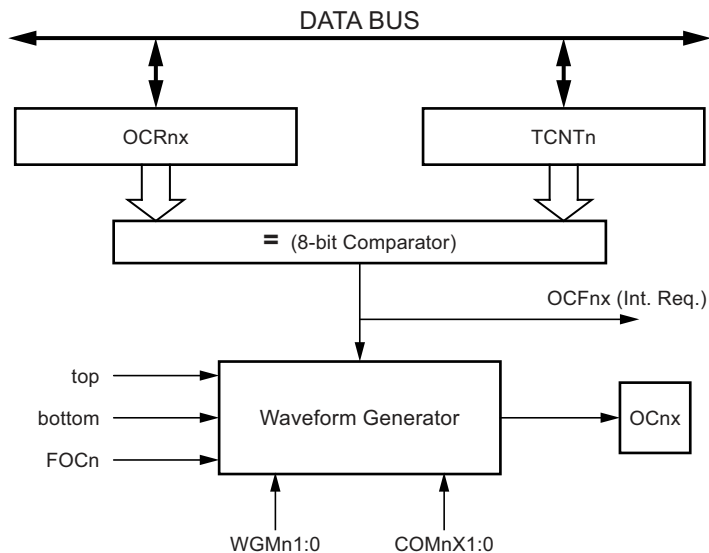 DATA BUS
OCRnx
TCNTn
= (8-bit Comparator)
OCFnx (Int. Req.)
top
bottom
FOCn
Waveform Generator
OCnx
WGMn1:0
COMnX1:0